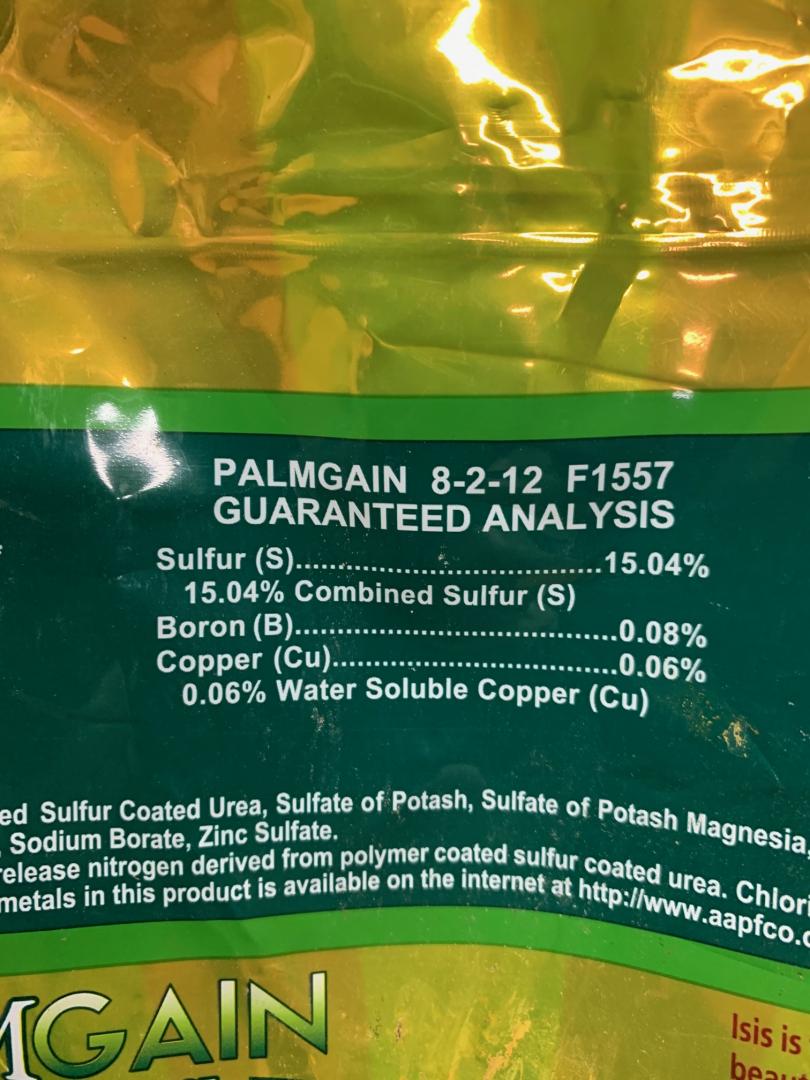 PALMGAIN 8-2-12 F1557
GUARANTEED ANALYSIS
Sulfur (S)..................................15.04%
15.04% Combined Sulfur (S)
Boron (B)....................................0.08%
Copper (Cu)................................0.06%
0.06% Water Soluble Copper (Cu)
ed Sulfur Coated Urea, Sulfate of Potash, Sulfate of Potash Magnesia,
, Sodium Borate, Zinc Sulfate.
release nitrogen derived from polymer coated sulfur coated urea. Chlori
metals in this product is available on the internet at http://www.aapfco.o
MGAIN
Isis is
beau